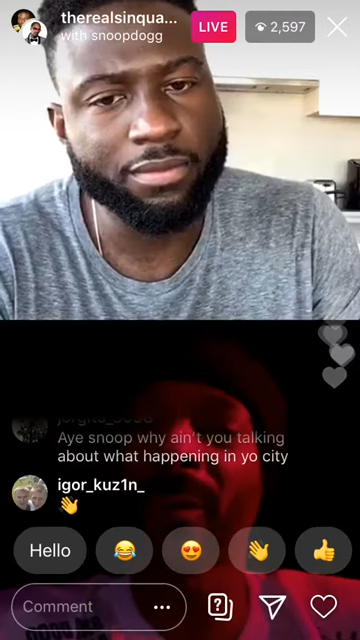 therealsinqua...
with snoopdogg
LIVE
2,597
Aye snoop why ain't you talking
about what happening in yo city
igor_kuz1n_
👋
Hello 😂 😍 👋 👍
Comment